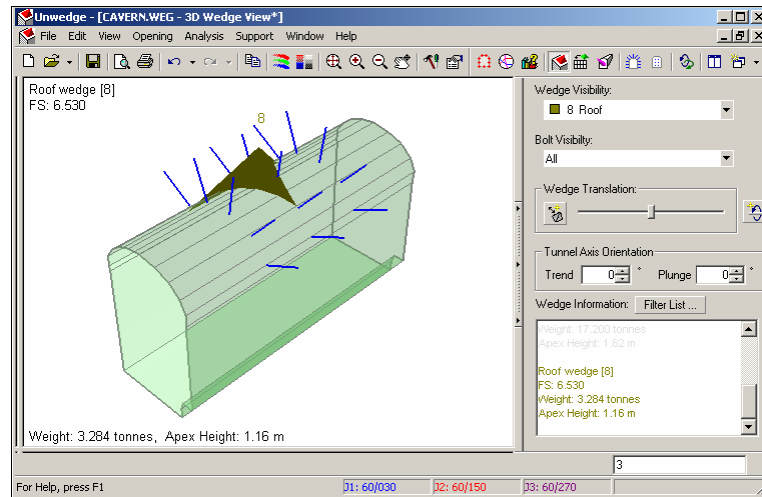 Unwedge - [CAVERN.WEG - 3D Wedge View*]
File Edit View Opening Analysis Support Window Help
Roof wedge [8]
FS: 6.530
8
Weight: 3.284 tonnes, Apex Height: 1.16 m
Wedge Visibility:
8 Roof
Bolt Visibilty:
All
Wedge Translation:
Tunnel Axis Orientation
Trend 0 ° Plunge 0 °
Wedge Information: Filter List ...
Weight: 17.200 tonnes
Apex Height: 1.62 m
Roof wedge [8]
FS: 6.530
Weight: 3.284 tonnes
Apex Height: 1.16 m
3
For Help, press F1 J1: 60/030 J2: 60/150 J3: 60/270